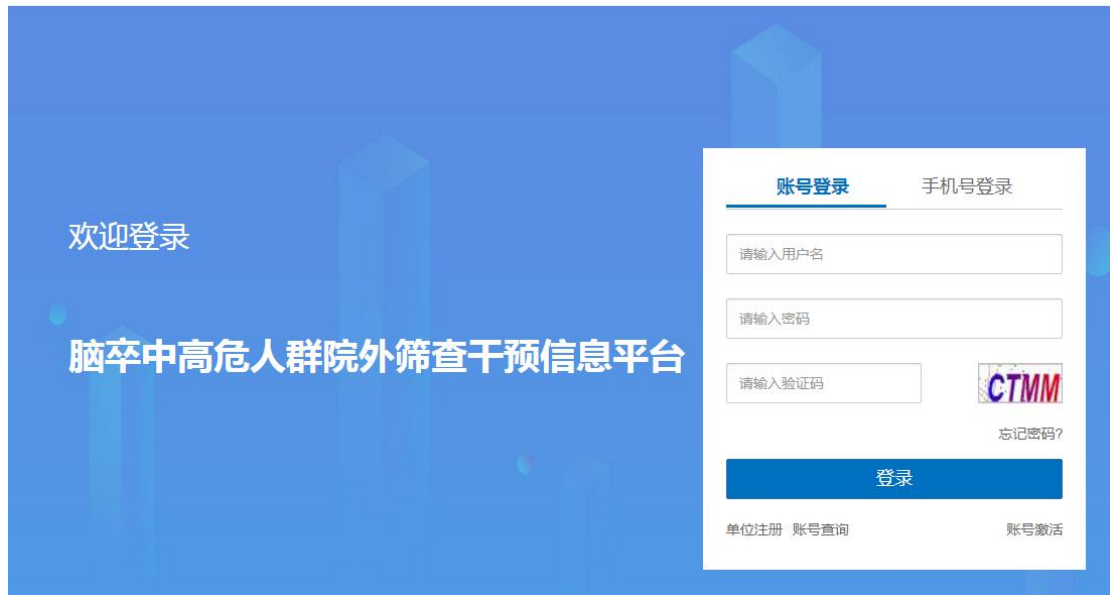 欢迎登录
脑卒中高危人群院外筛查干预信息平台
账号登录 手机号登录
请输入用户名
请输入密码
请输入验证码 CTMM
忘记密码?
登录
单位注册 账号查询 账号激活